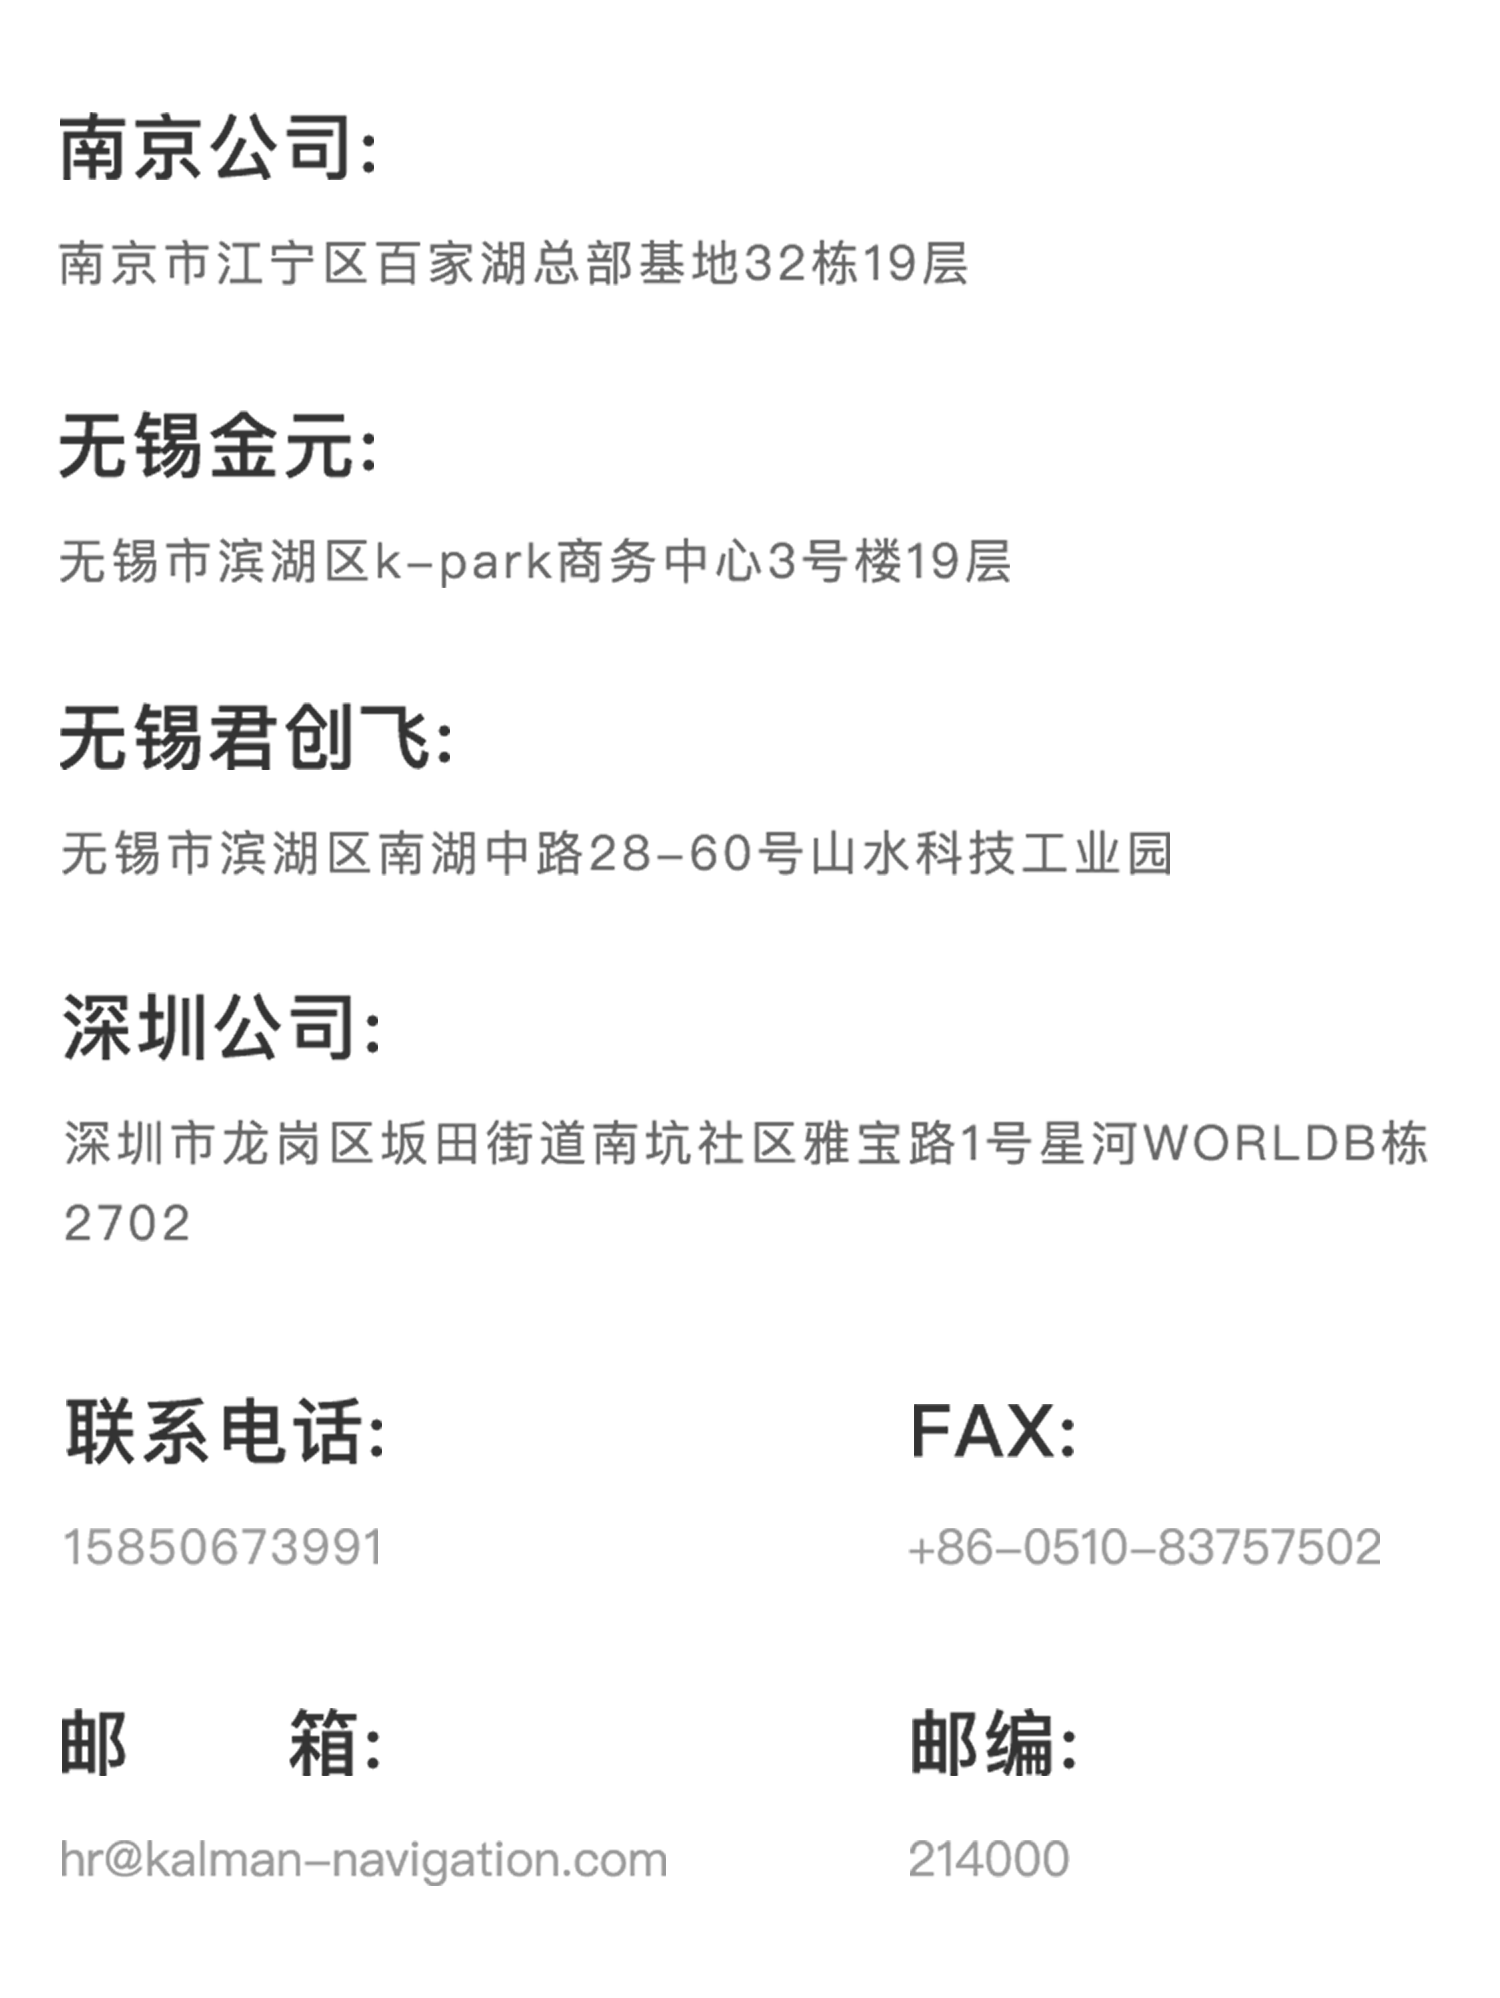 南京公司:
南京市江宁区百家湖总部基地32栋19层
无锡金元:
无锡市滨湖区k-park商务中心3号楼19层
无锡君创飞:
无锡市滨湖区南湖中路28-60号山水科技工业园
深圳公司:
深圳市龙岗区坂田街道南坑社区雅宝路1号星河WORLDB栋
2702
联系电话: FAX:
15850673991 +86-0510-83757502
邮 箱: 邮编:
hr@kalman-navigation.com 214000